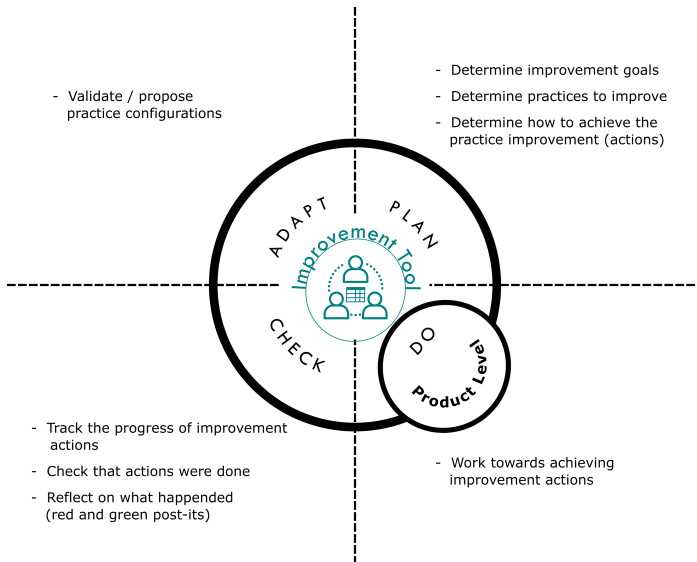 - Validate / propose
practice configurations
- Determine improvement goals
- Determine practices to improve
- Determine how to achieve the
practice improvement (actions)
ADAPT
PLAN
Improvement Tool
CHECK
DO
Product Level
- Track the progress of improvement
actions
- Check that actions were done
- Reflect on what happended
(red and green post-its)
- Work towards achieving
improvement actions